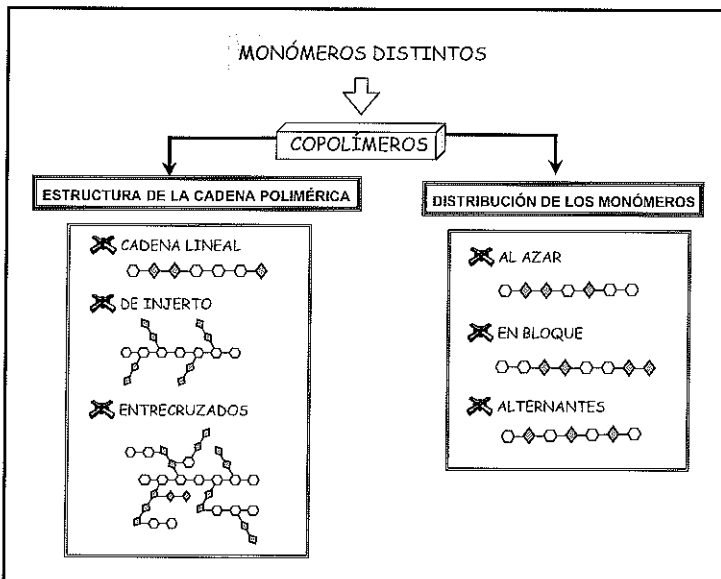 MONÓMEROS DISTINTOS
COPOLÍMEROS
ESTRUCTURA DE LA CADENA POLIMÉRICA
CADENA LINEAL
DE INJERTO
ENTRECRUZADOS
DISTRIBUCIÓN DE LOS MONÓMEROS
AL AZAR
EN BLOQUE
ALTERNANTES